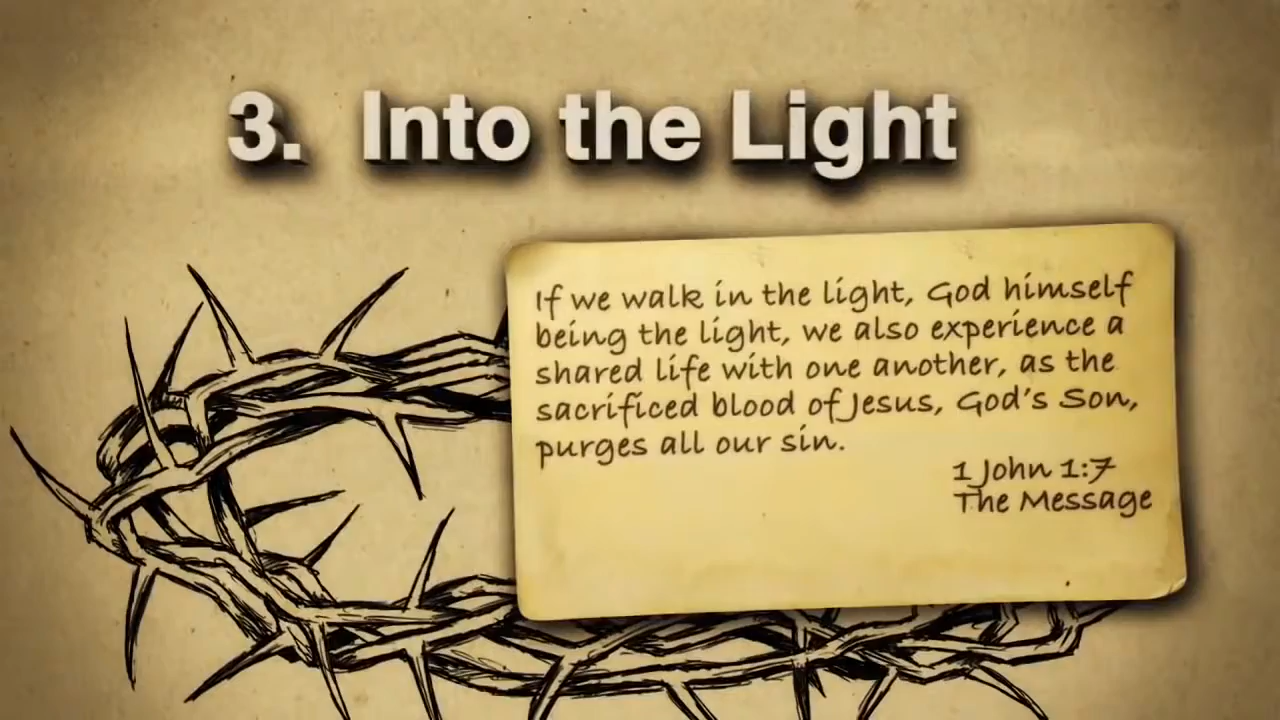 3. Into the Light
If we walk in the light, God himself
being the light, we also experience a
shared life with one another, as the
sacrificed blood of Jesus, God's Son,
purges all our sin.
1 John 1:7
The Message